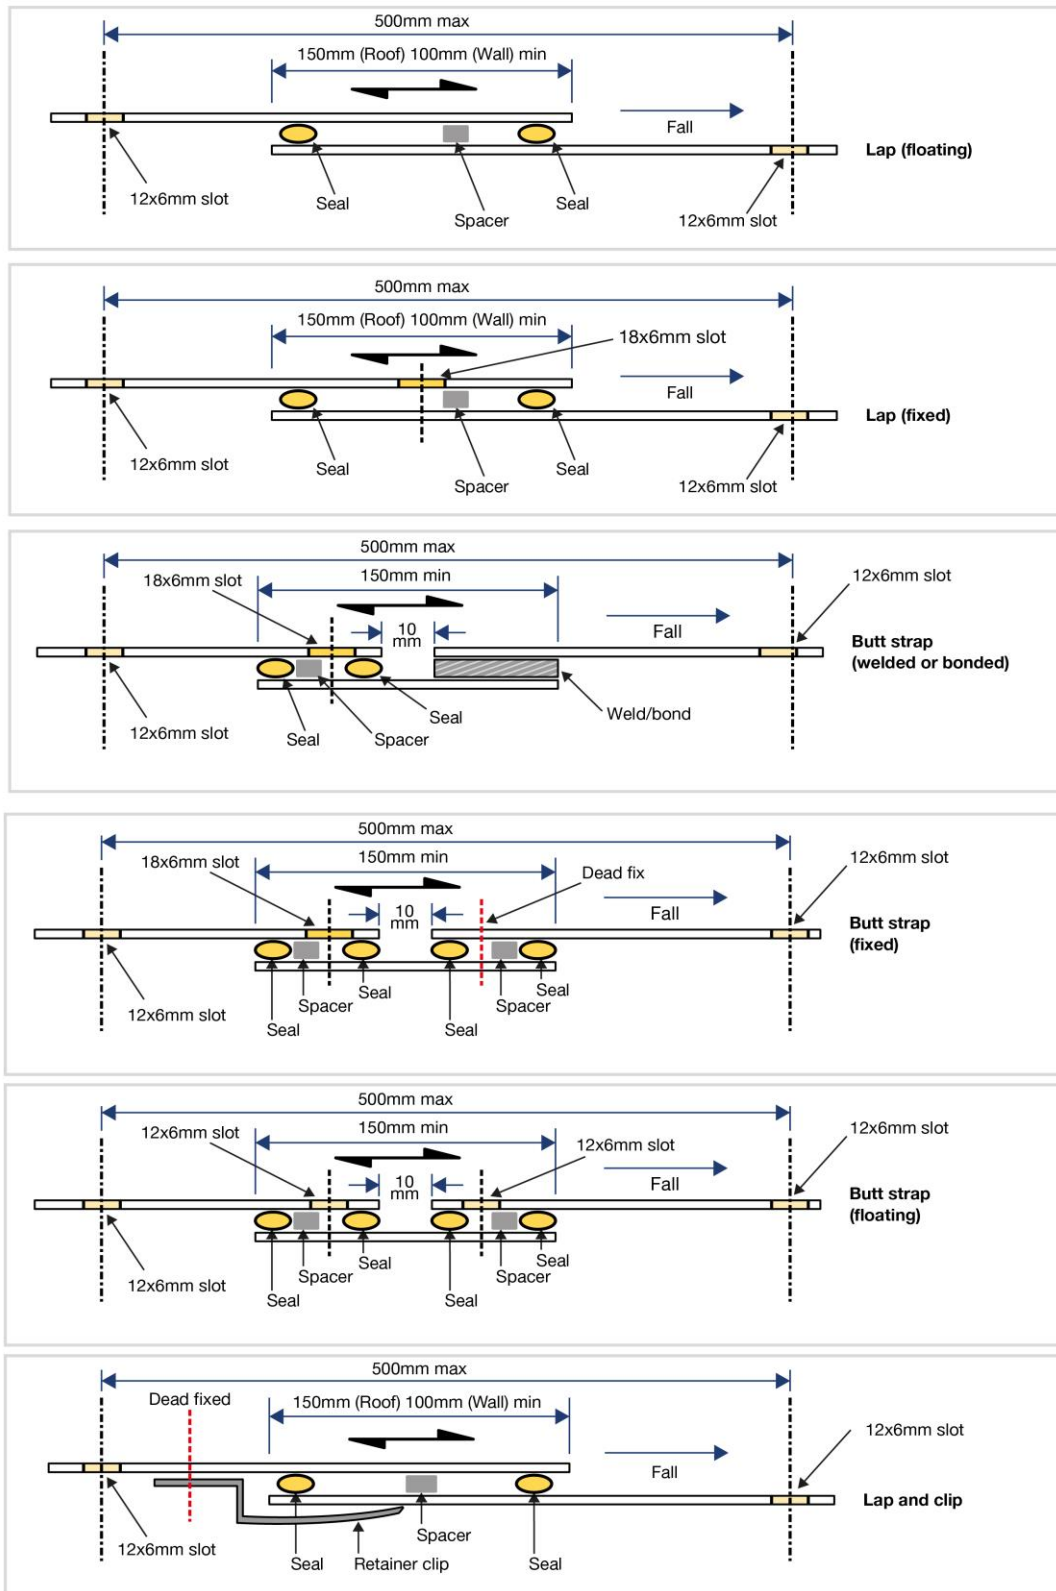 500mm max
150mm (Roof) 100mm (Wall) min
Fall
Lap (floating)
12x6mm slot
Seal
Spacer
Seal
12x6mm slot
500mm max
150mm (Roof) 100mm (Wall) min
18x6mm slot
Fall
Lap (fixed)
12x6mm slot
Seal
Spacer
Seal
12x6mm slot
500mm max
18x6mm slot
150mm min
12x6mm slot
10
mm
Fall
Butt strap
(welded or bonded)
12x6mm slot
Seal
Spacer
Seal
Weld/bond
500mm max
18x6mm slot
150mm min
Dead fix
12x6mm slot
10
mm
Fall
Butt strap
(fixed)
12x6mm slot
Seal
Spacer
Seal
Seal
Spacer
Seal
500mm max
12x6mm slot
150mm min
12x6mm slot
12x6mm slot
10
mm
Fall
Butt strap
(floating)
12x6mm slot
Seal
Spacer
Seal
Seal
Spacer
Seal
500mm max
Dead fixed
150mm (Roof) 100mm (Wall) min
12x6mm slot
Fall
Lap and clip
12x6mm slot
Seal
Retainer clip
Spacer
Seal